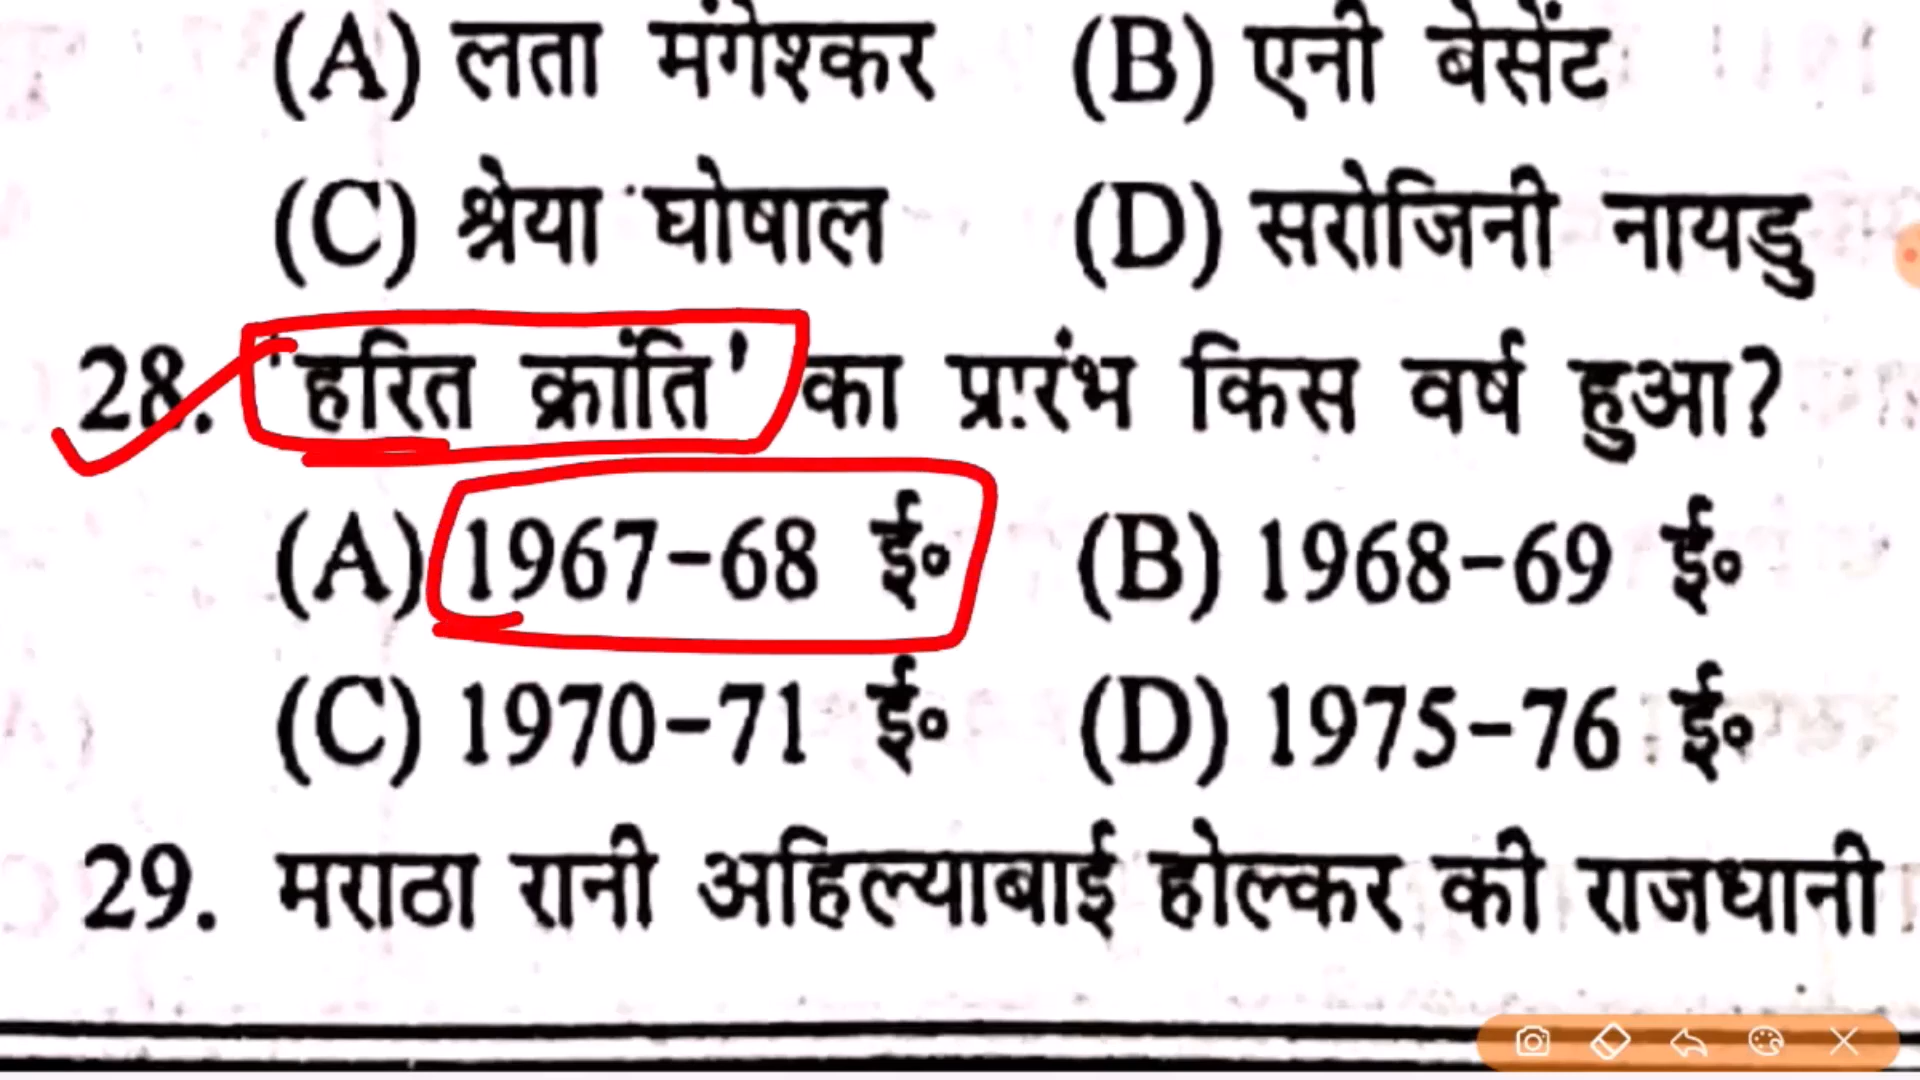 (A) लता मंगेश्कर (B) एनी बेसेंट
(C) श्रेया घोषाल (D) सरोजिनी नायडु
28. 'हरित क्रांति' का प्रारंभ किस वर्ष हुआ?
(A) 1967-68 ई० (B) 1968-69 ई०
(C) 1970-71 ई० (D) 1975-76 ई०
29. मराठा रानी अहिल्याबाई होल्कर की राजधानी